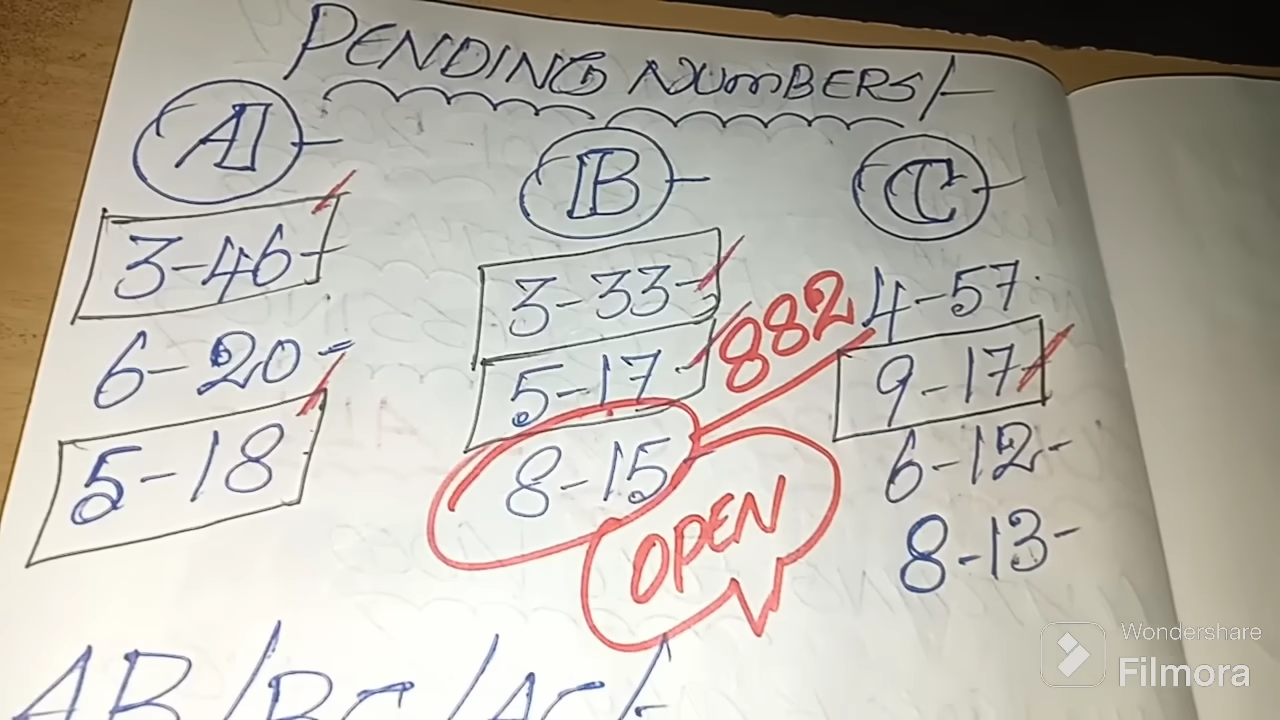 PENDING NUMBERS/-
A B C
3-46-
6-20-
5-18
3-33-
5-17-
8-15
882
OPEN
4-57
9-17-
6-12-
8-13-
AB/BC/AC/-
Wondershare
Filmora